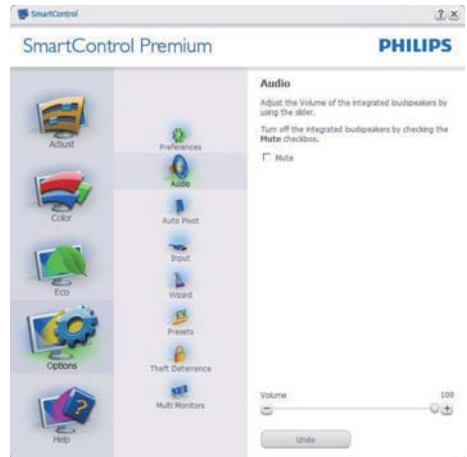 SmartControl
SmartControl Premium
PHILIPS
Adjust
Color
Eco
Options
Help
Preferences
Audio
Auto Pivot
Input
Wizard
Presets
Theft Deterrence
Multi Monitors
Audio
Adjust the Volume of the integrated loudspeakers by
using the slider.
Turn off the integrated loudspeakers by checking the
Mute checkbox.
Mute
Volume 100
Undo